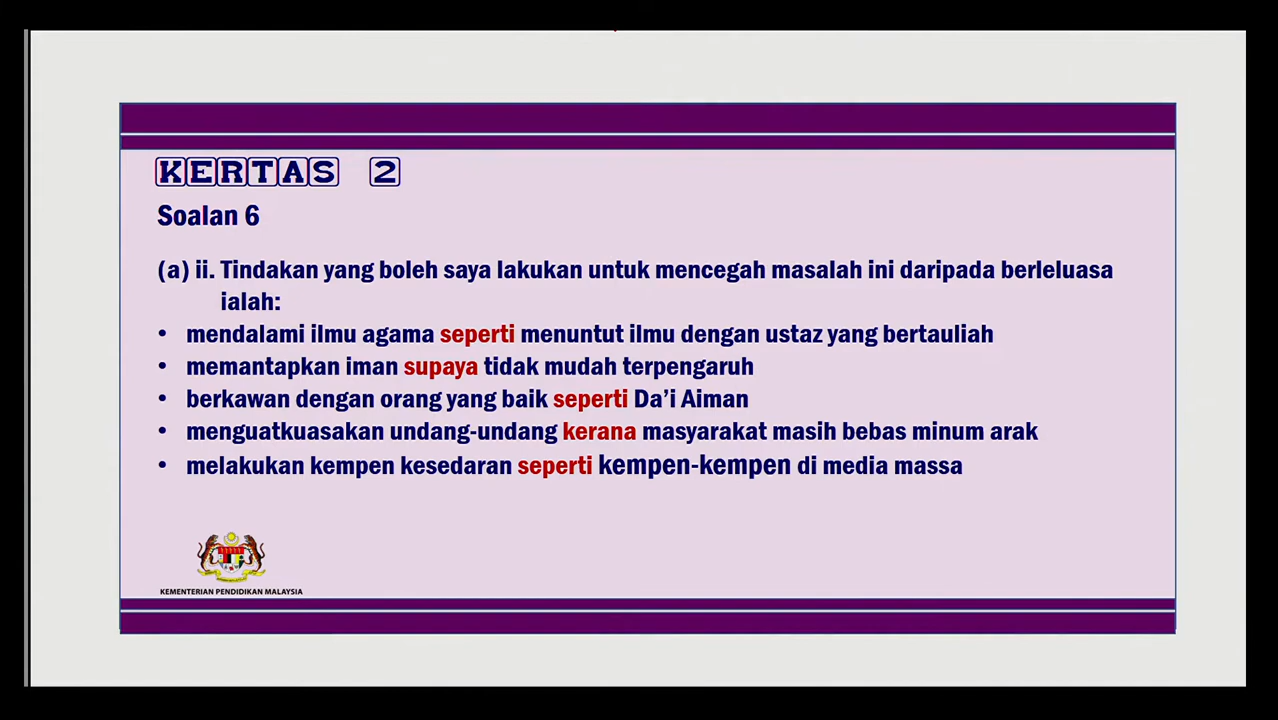 KERTAS 2
Soalan 6
(a) ii. Tindakan yang boleh saya lakukan untuk mencegah masalah ini daripada berleluasa
ialah:
• mendalami ilmu agama seperti menuntut ilmu dengan ustaz yang bertauliah
• memantapkan iman supaya tidak mudah terpengaruh
• berkawan dengan orang yang baik seperti Da’i Aiman
• menguatkuasakan undang-undang kerana masyarakat masih bebas minum arak
• melakukan kempen kesedaran seperti kempen-kempen di media massa
KEMENTERIAN PENDIDIKAN MALAYSIA